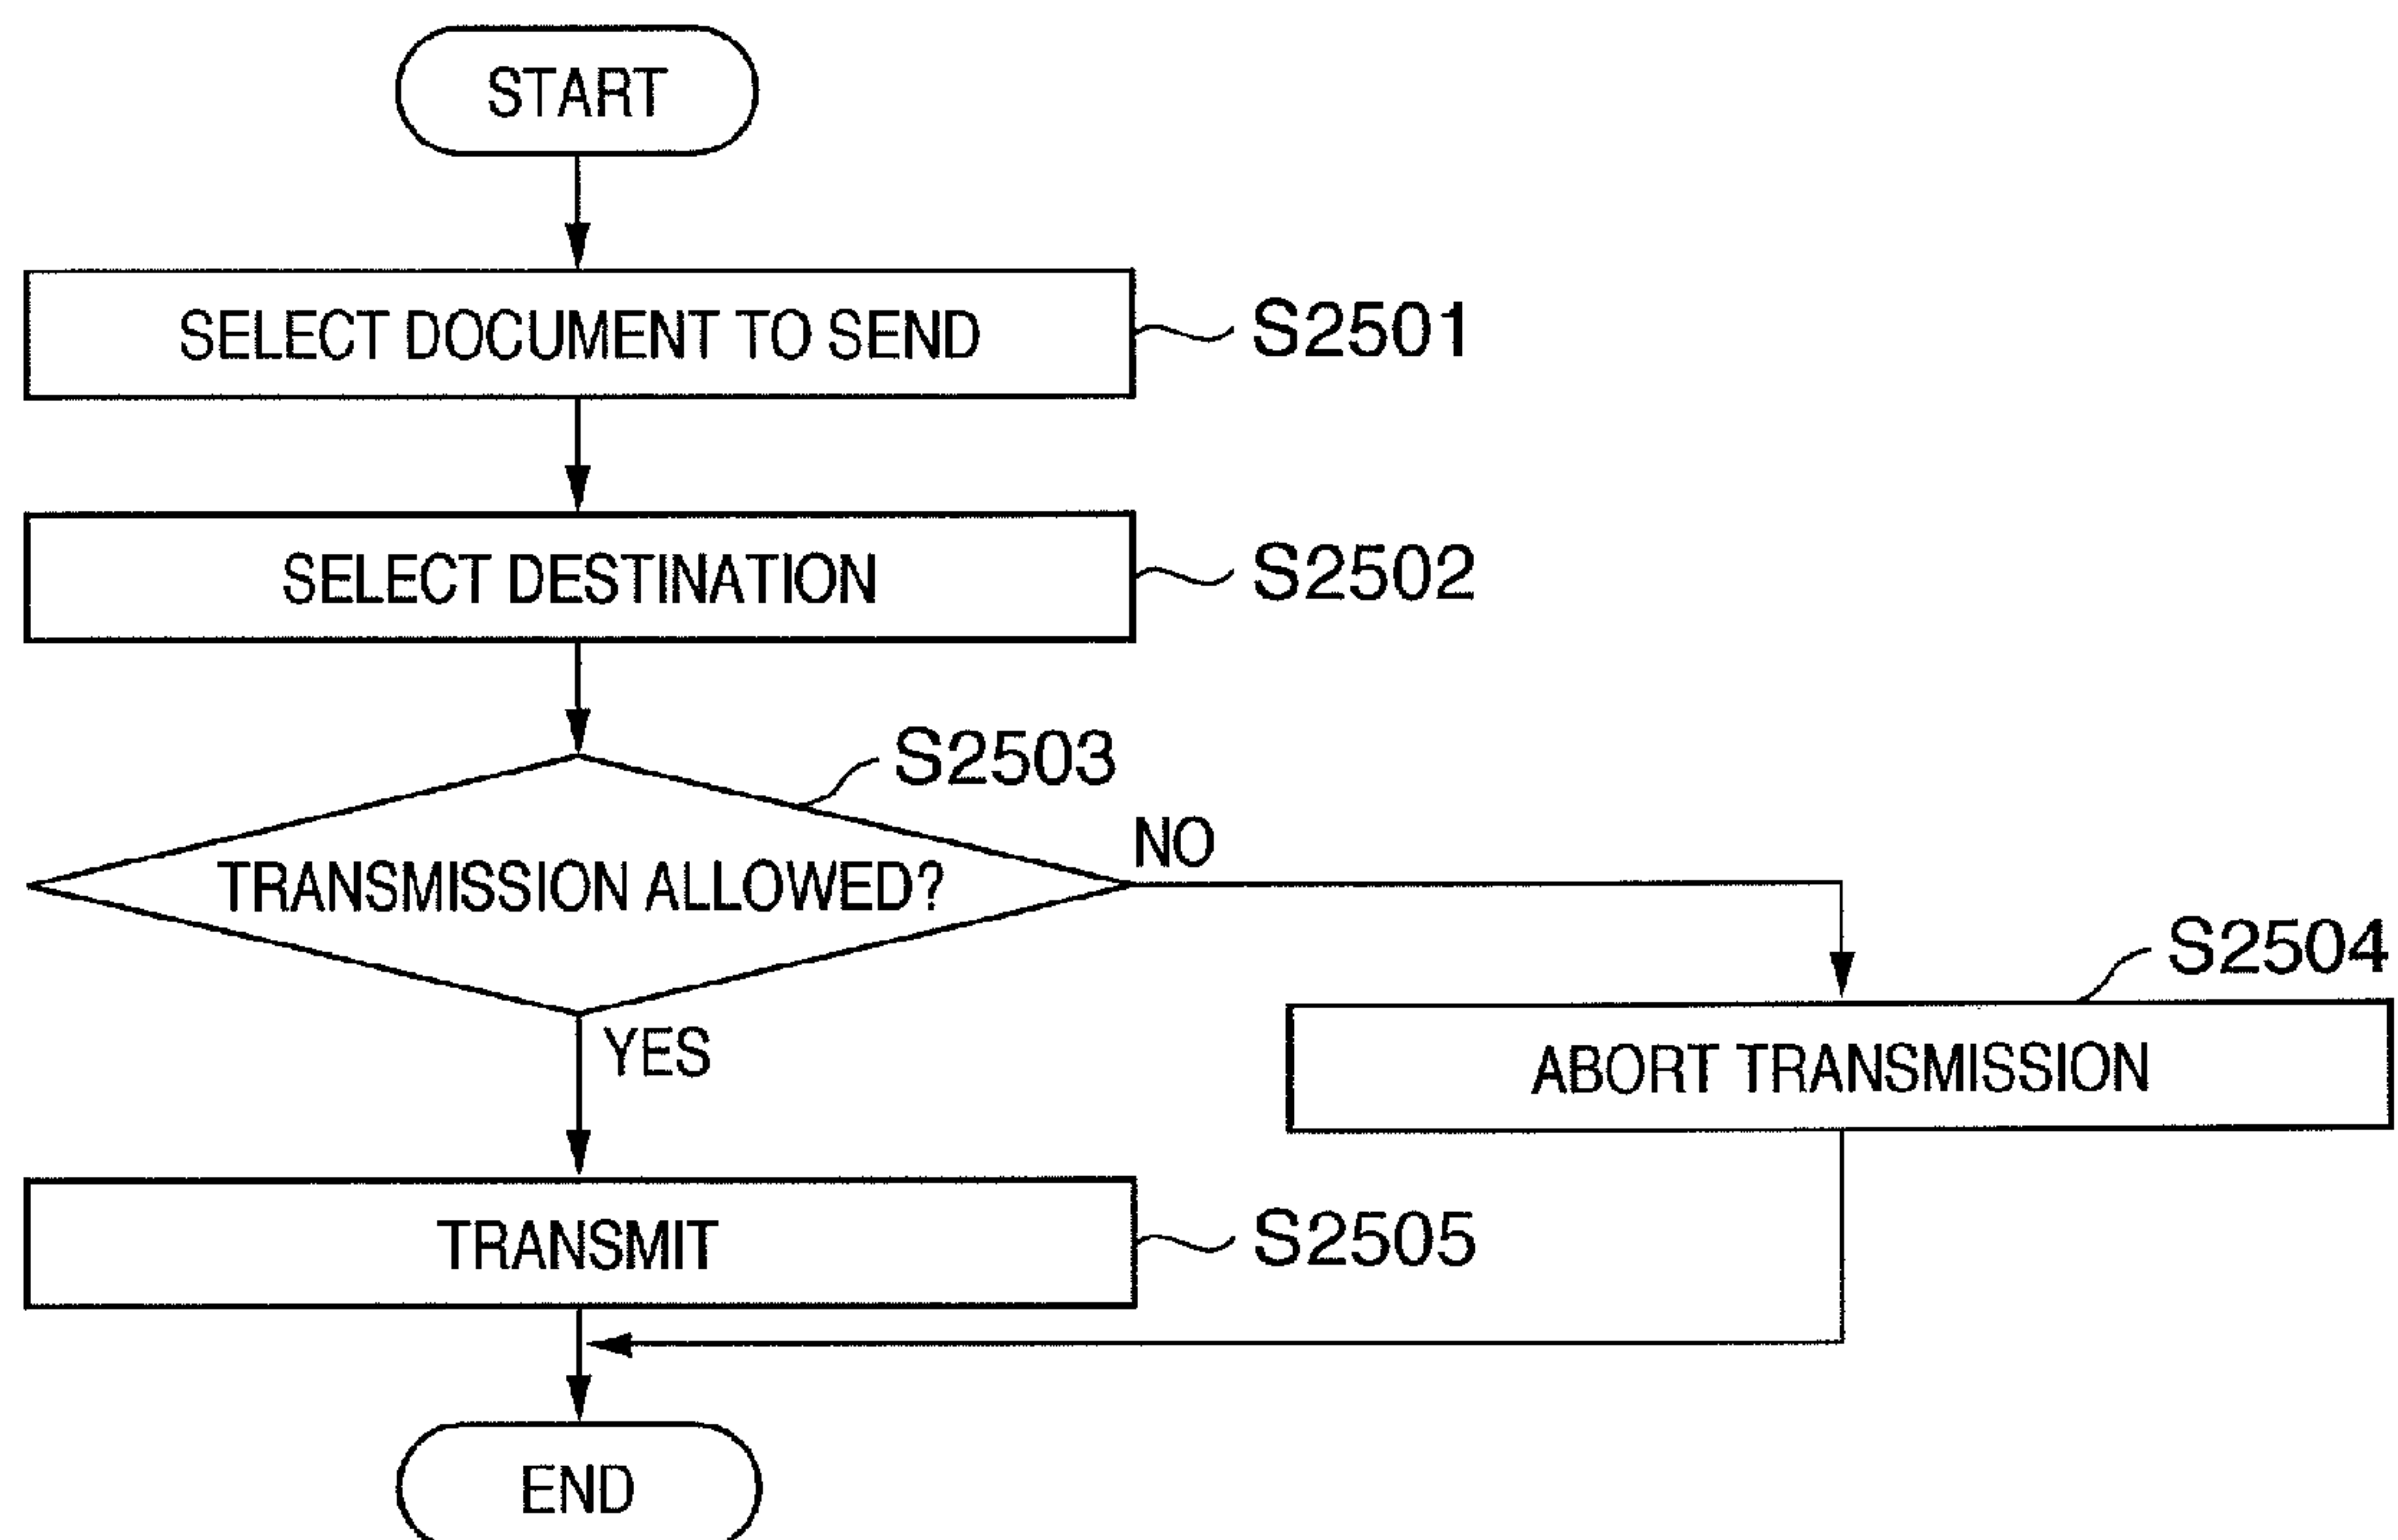 START
SELECT DOCUMENT TO SEND
S2501
SELECT DESTINATION
S2502
S2503
TRANSMISSION ALLOWED?
NO
S2504
YES
ABORT TRANSMISSION
TRANSMIT
S2505
END